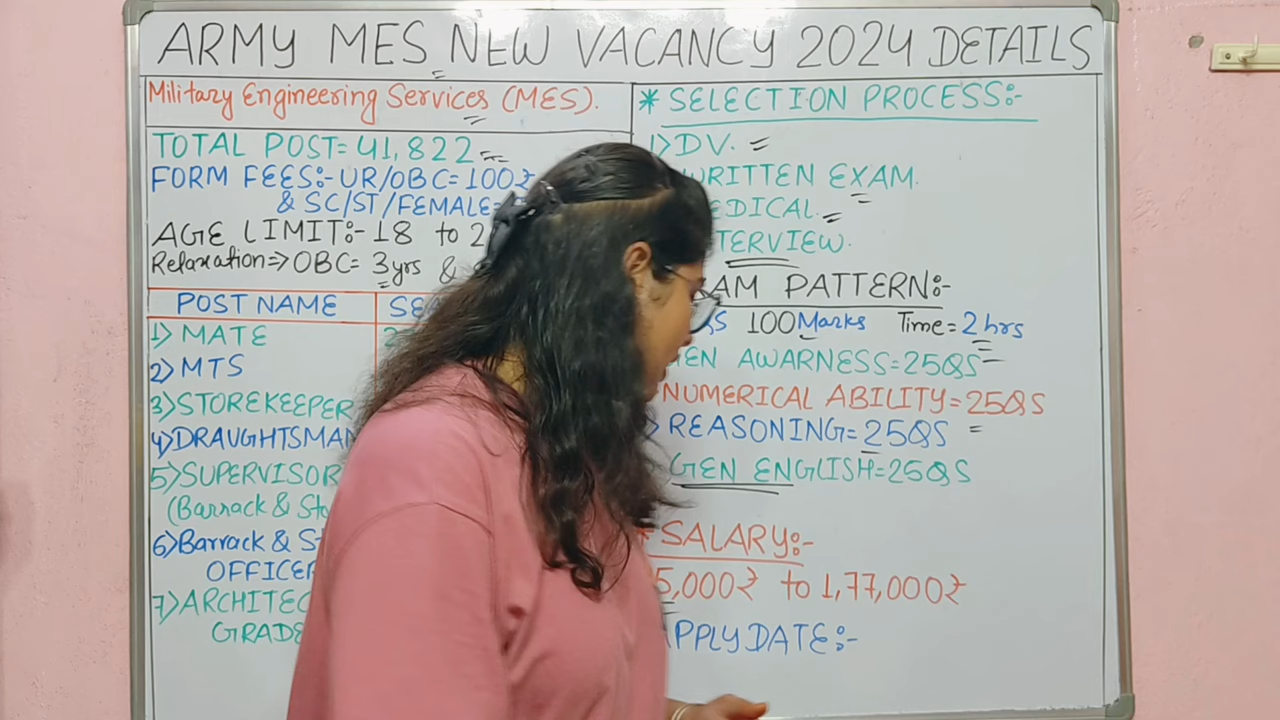 ARMY MES NEW VACANCY 2024 DETAILS
Military Engineering Services (MES).
TOTAL POST= 41,822
FORM FEES:- UR/OBC= 100₹
& SC/ST/FEMALE=
AGE LIMIT:- 18 to 2
Relaxation=> OBC= 3yrs &
POST NAME
1) MATE
2) MTS
3) STOREKEEPER
4) DRAUGHTSMAN
5) SUPERVISOR
(Barrack & Sto
6) Barrack & St
OFFICER
7) ARCHITEC
GRADE
* SELECTION PROCESS:-
1) DV.
WRITTEN EXAM.
EDICAL.
TERVIEW.
AM PATTERN:-
QS 100 Marks Time= 2 hrs
GEN AWARNESS= 25QS
NUMERICAL ABILITY= 25QS
REASONING= 25QS
GEN ENGLISH= 25QS
* SALARY:-
5,000₹ to 1,77,000₹
APPLY DATE:-